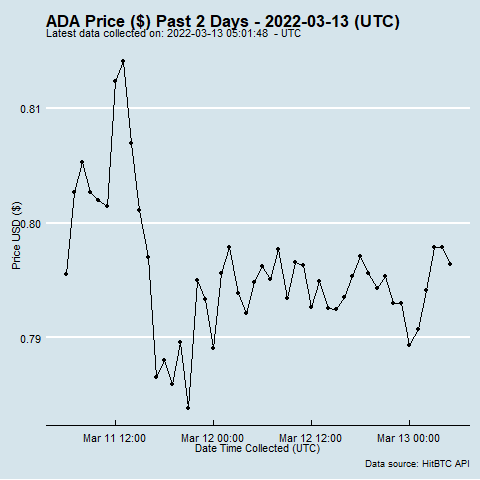 ADA Price ($) Past 2 Days - 2022-03-13 (UTC)
Latest data collected on: 2022-03-13 05:01:48 - UTC
0.81
0.80
0.79
Price USD ($)
Mar 11 12:00 Mar 12 00:00 Mar 12 12:00 Mar 13 00:00
Date Time Collected (UTC)
Data source: HitBTC API